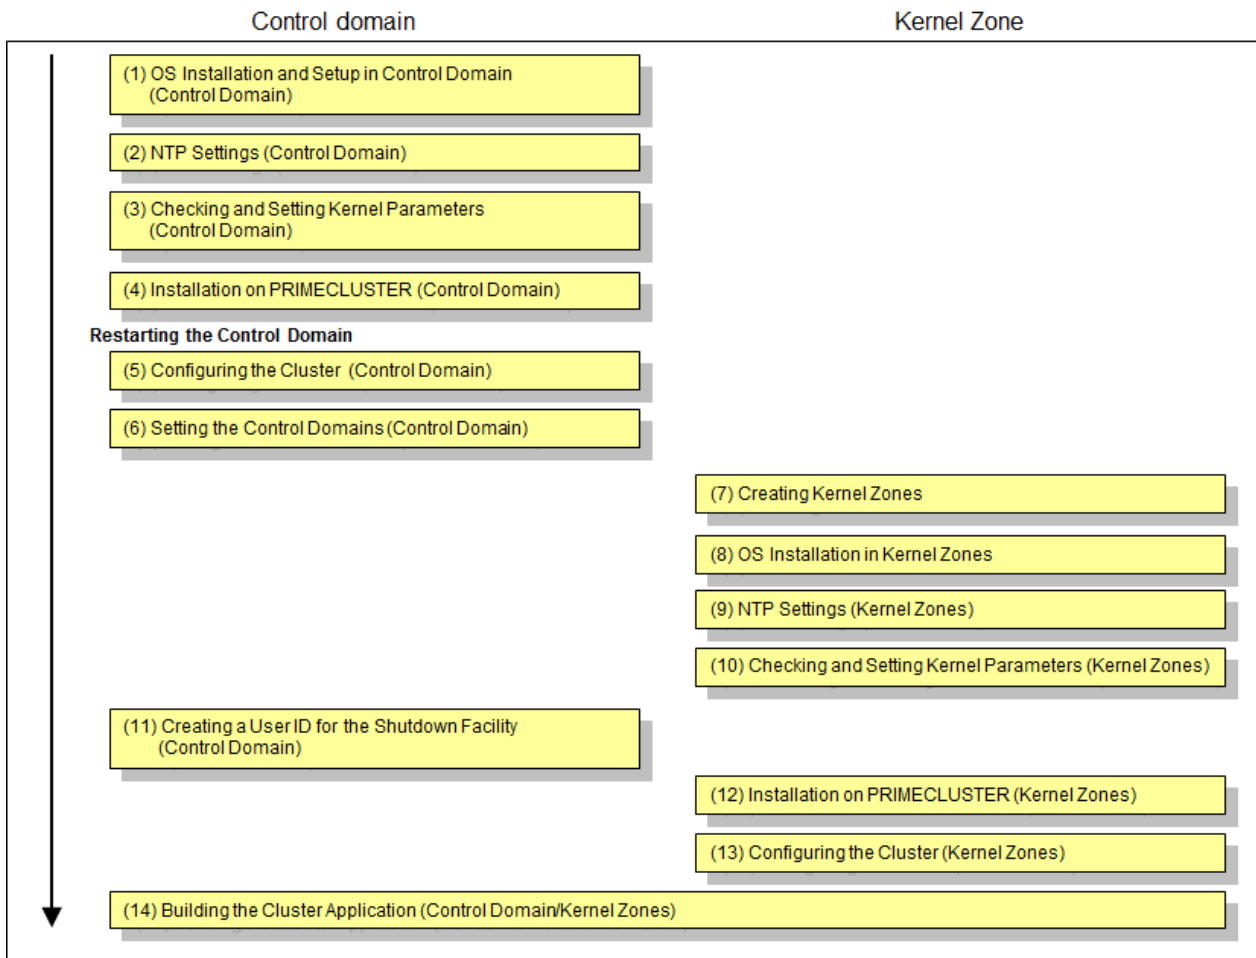 Control domain
Kernel Zone
(1) OS Installation and Setup in Control Domain
(Control Domain)
(2) NTP Settings (Control Domain)
(3) Checking and Setting Kernel Parameters
(Control Domain)
(4) Installation on PRIMECLUSTER (Control Domain)
Restarting the Control Domain
(5) Configuring the Cluster (Control Domain)
(6) Setting the Control Domains (Control Domain)
(7) Creating Kernel Zones
(8) OS Installation in Kernel Zones
(9) NTP Settings (Kernel Zones)
(10) Checking and Setting Kernel Parameters (Kernel Zones)
(11) Creating a User ID for the Shutdown Facility
(Control Domain)
(12) Installation on PRIMECLUSTER (Kernel Zones)
(13) Configuring the Cluster (Kernel Zones)
(14) Building the Cluster Application (Control Domain/Kernel Zones)